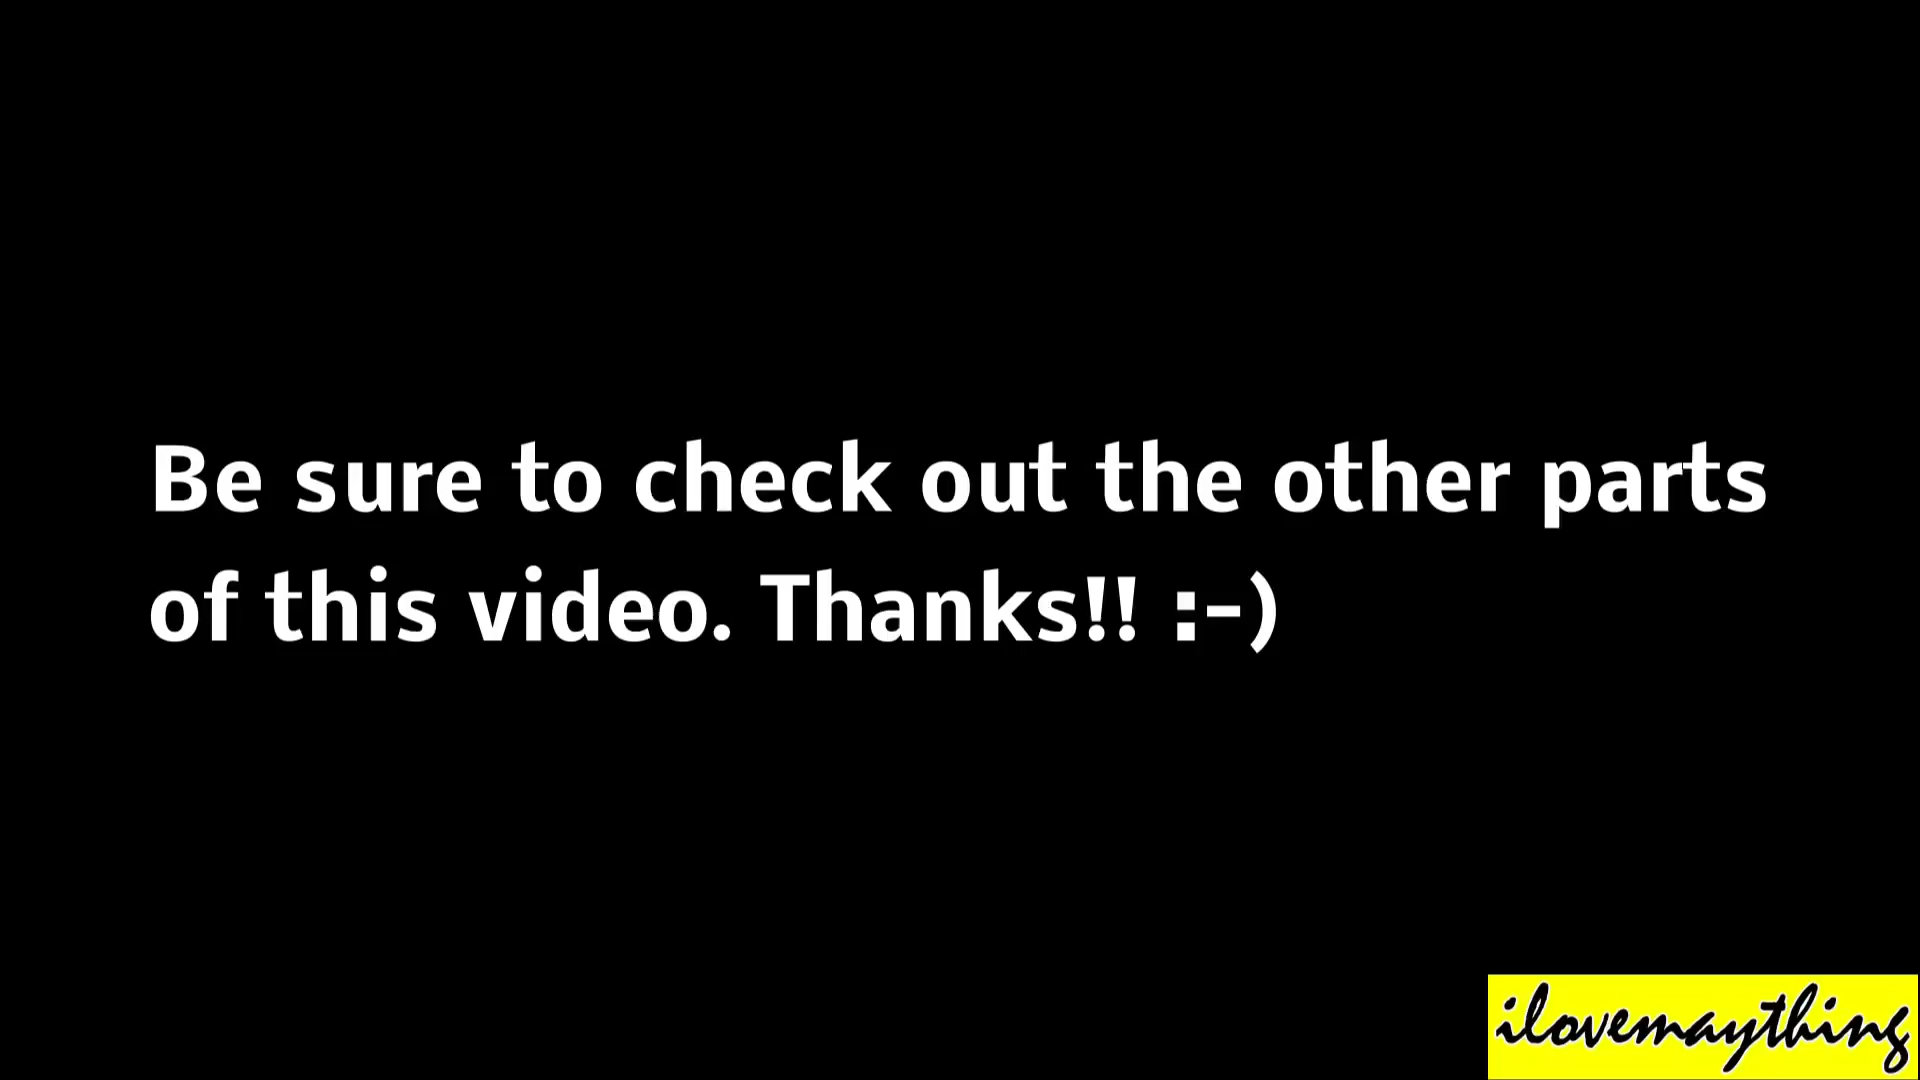 Be sure to check out the other parts
of this video. Thanks!! :-)
ilovemaything